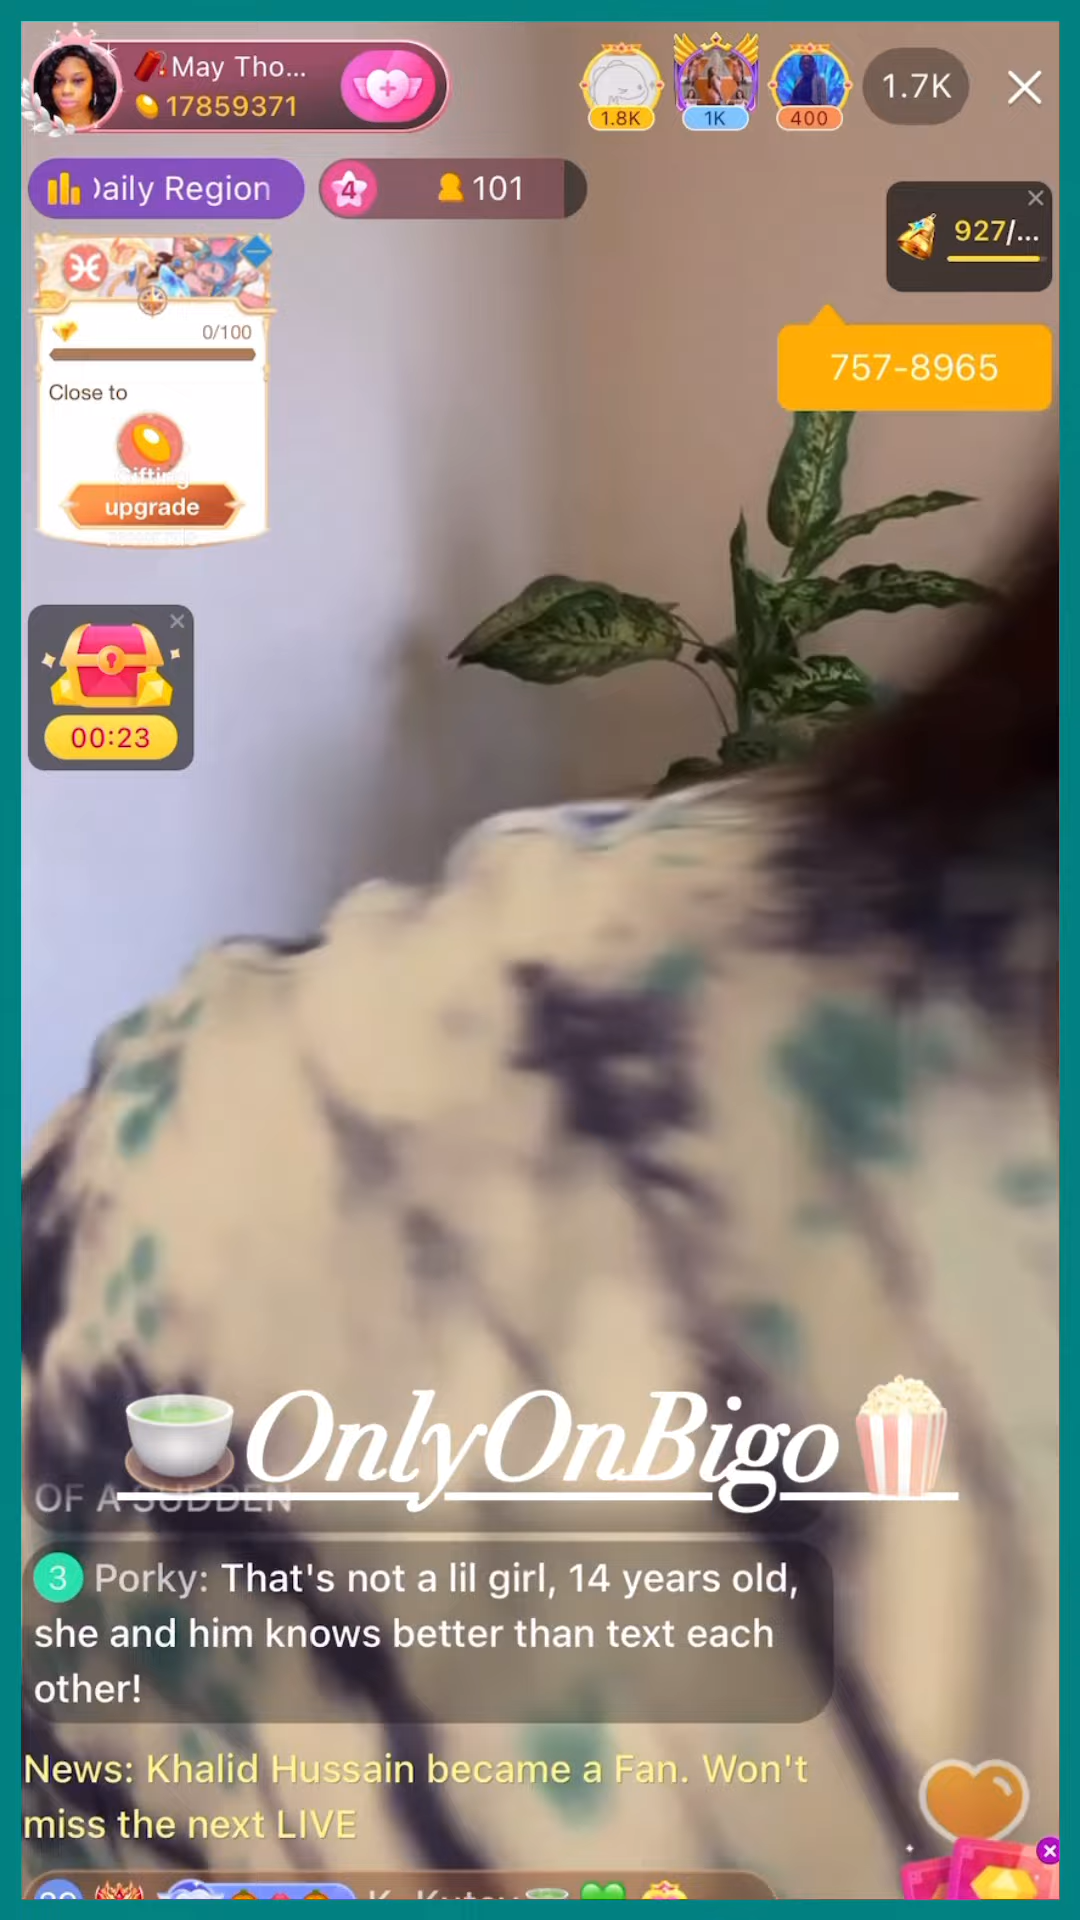 May Tho...
17859371
1.8K
1K
400
1.7K
aily Region
4
101
927/...
0/100
757-8965
Close to
Gifting
upgrade
00:23
OnlyOnBigo
OF A SUDDEN
3 Porky: That's not a lil girl, 14 years old,
she and him knows better than text each
other!
News: Khalid Hussain became a Fan. Won't
miss the next LIVE